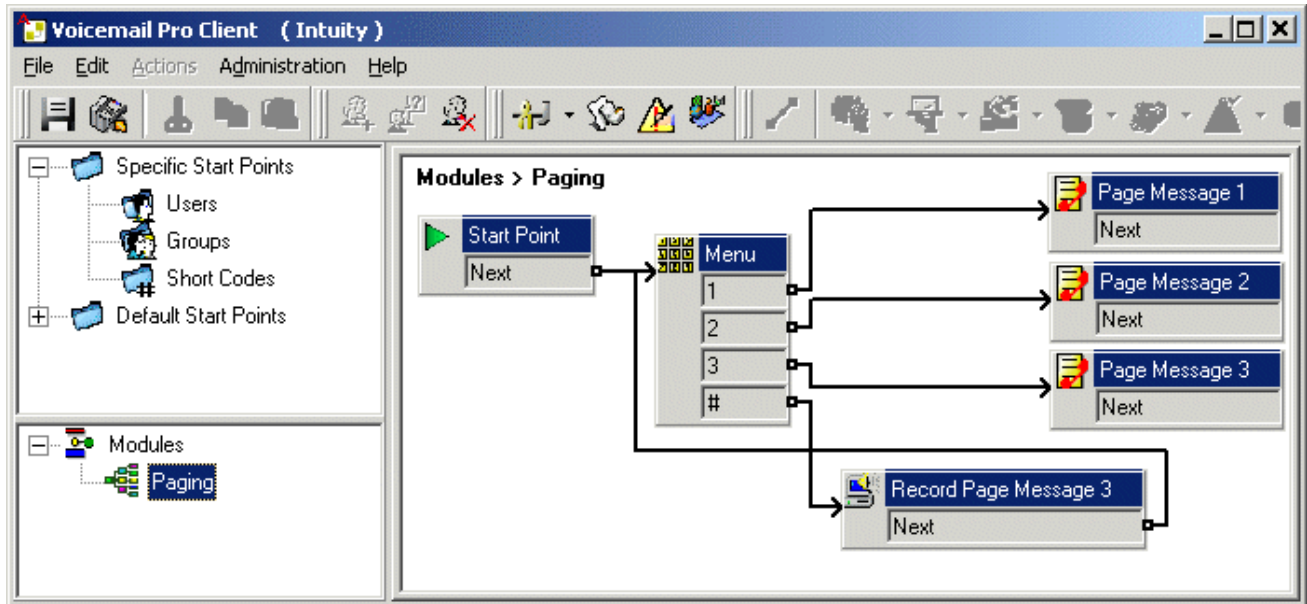 Voicemail Pro Client ( Intuity )
File Edit Actions Administration Help
Specific Start Points
Users
Groups
Short Codes
Default Start Points
Modules
Paging
Modules > Paging
Start Point
Next
Menu
1
2
3
#
Page Message 1
Next
Page Message 2
Next
Page Message 3
Next
Record Page Message 3
Next